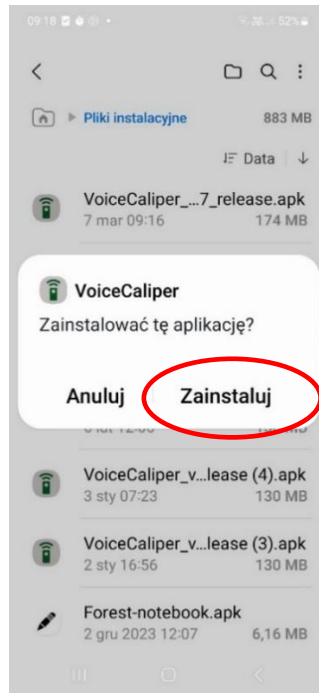 09:18
52%
Pliki instalacyjne 883 MB
Data
VoiceCaliper_...7_release.apk
7 mar 09:16 174 MB
VoiceCaliper
Zainstalować tę aplikację?
Anuluj Zainstaluj
VoiceCaliper_v...lease (4).apk
3 sty 07:23 130 MB
VoiceCaliper_v...lease (3).apk
2 sty 16:56 130 MB
Forest-notebook.apk
2 gru 2023 12:07 6,16 MB